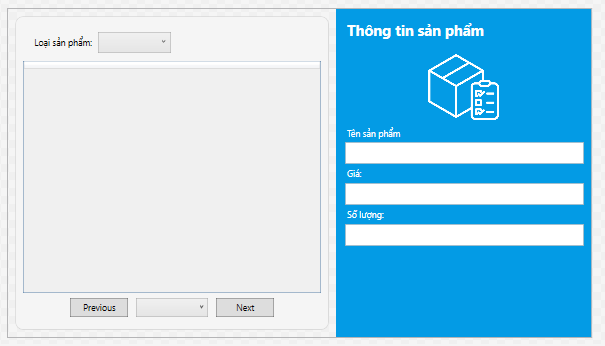 Loại sản phẩm:
Previous
Next
Thông tin sản phẩm
Tên sản phẩm
Giá:
Số lượng: